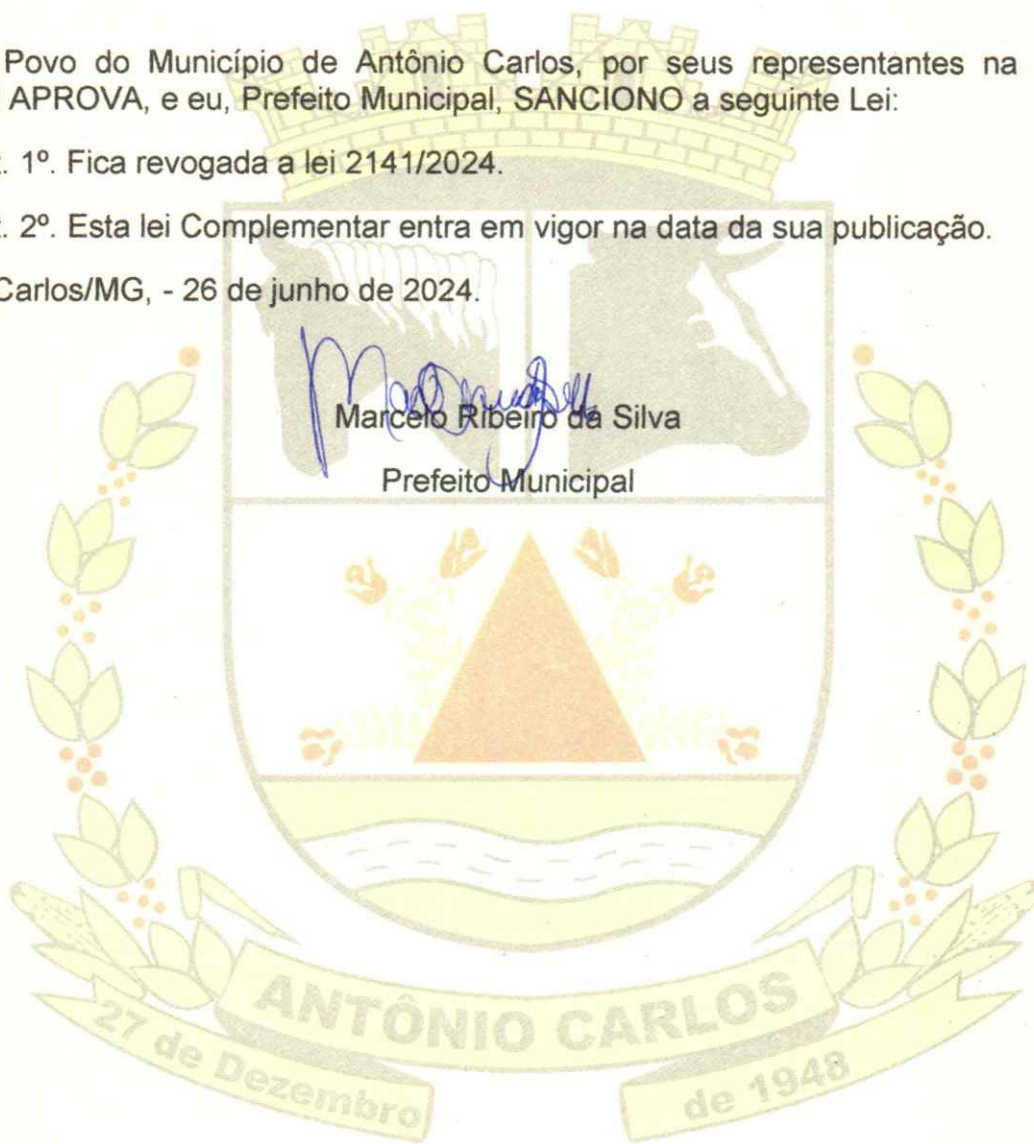 Povo do Município de Antônio Carlos, por seus representantes na
APROVA, e eu, Prefeito Municipal, SANCIONO a seguinte Lei:
. 1º. Fica revogada a lei 2141/2024.
. 2º. Esta lei Complementar entra em vigor na data da sua publicação.
Carlos/MG, - 26 de junho de 2024.
Marcelo Ribeiro da Silva
Prefeito Municipal
ANTÔNIO CARLOS
27 de Dezembro de 1948